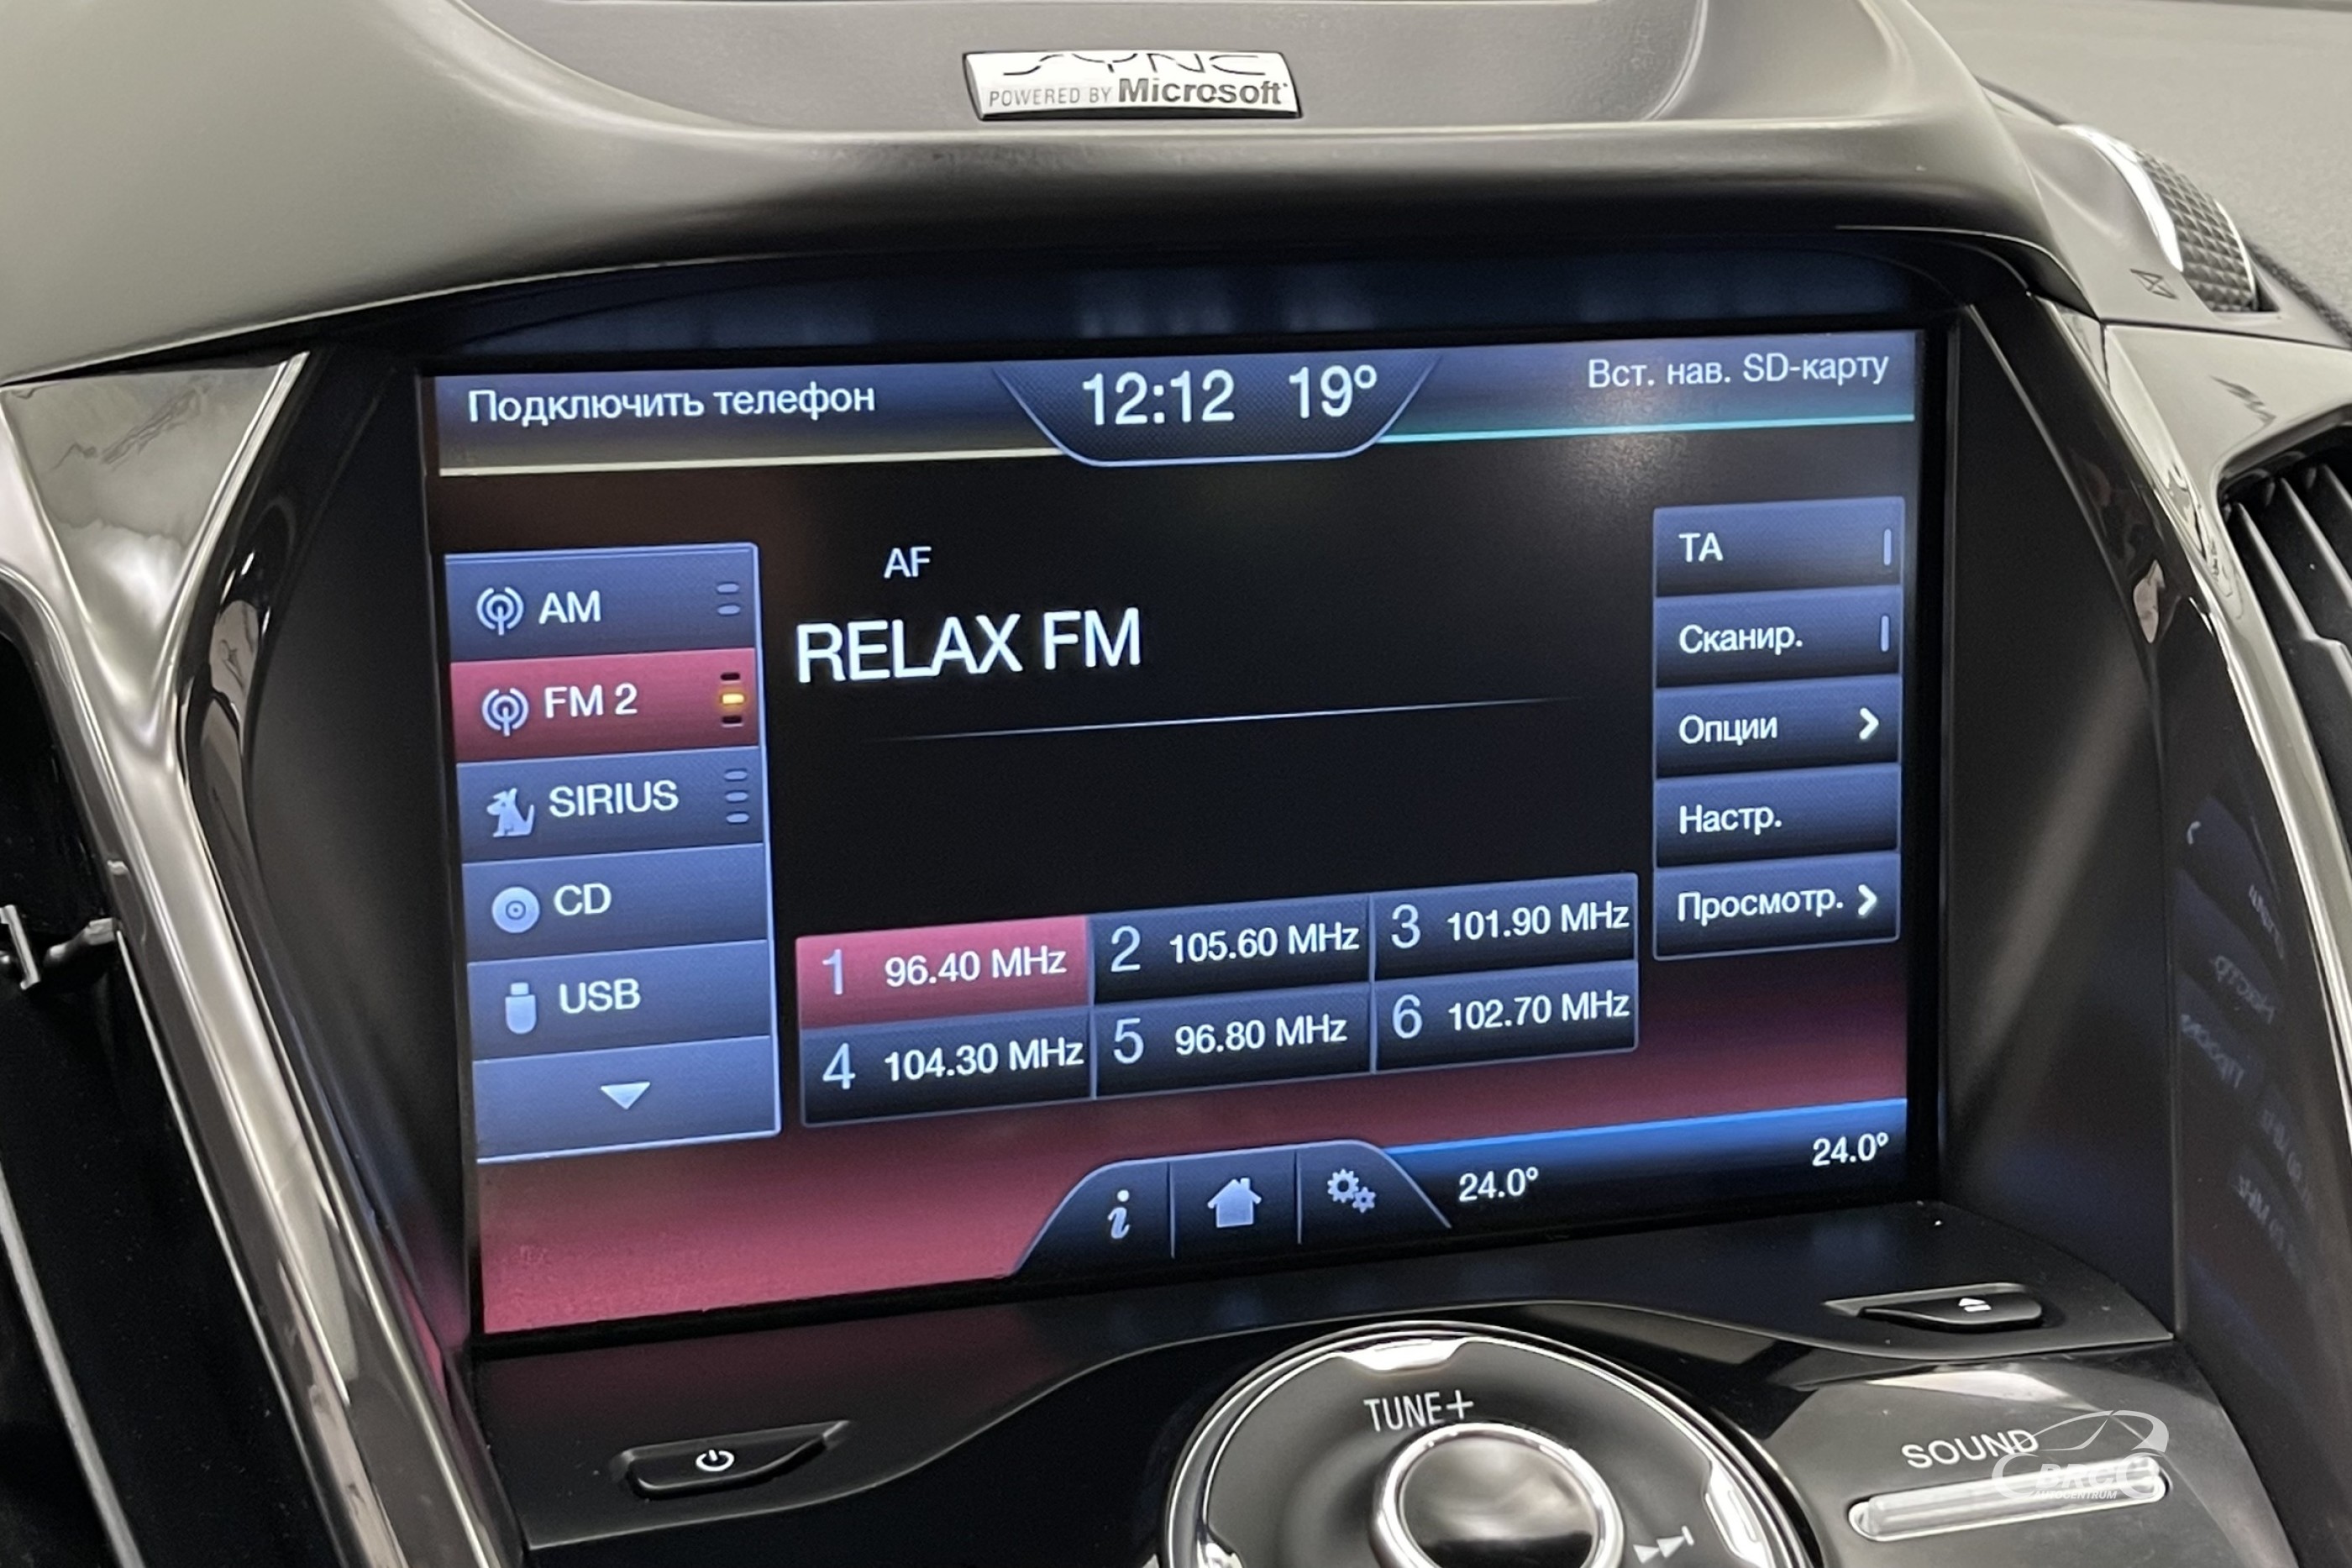 SYNC
POWERED BY Microsoft
Подключить телефон
12:12 19°
Вст. нав. SD-карту
AM
FM 2
SIRIUS
CD
USB
AF
RELAX FM
TA
Сканир.
Опции
Настр.
Просмотр.
1 96.40 MHz
2 105.60 MHz
3 101.90 MHz
4 104.30 MHz
5 96.80 MHz
6 102.70 MHz
i
24.0°
24.0°
TUNE+
SOUND
BRC
AUTOCENTRUM